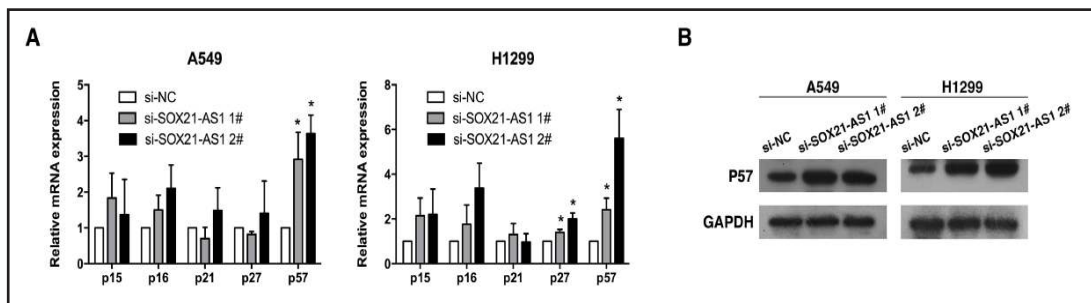 A
A549
Relative mRNA expression
5
4
3
2
1
0
si-NC
si-SOX21-AS1 1#
si-SOX21-AS1 2#
* *
p15 p16 p21 p27 p57
H1299
Relative mRNA expression
8
6
4
2
0
si-NC
si-SOX21-AS1 1#
si-SOX21-AS1 2#
* * * *
p15 p16 p21 p27 p57
B
A549 H1299
si-NC si-SOX21-AS1 1# si-SOX21-AS1 2# si-NC si-SOX21-AS1 1# si-SOX21-AS1 2#
P57
GAPDH